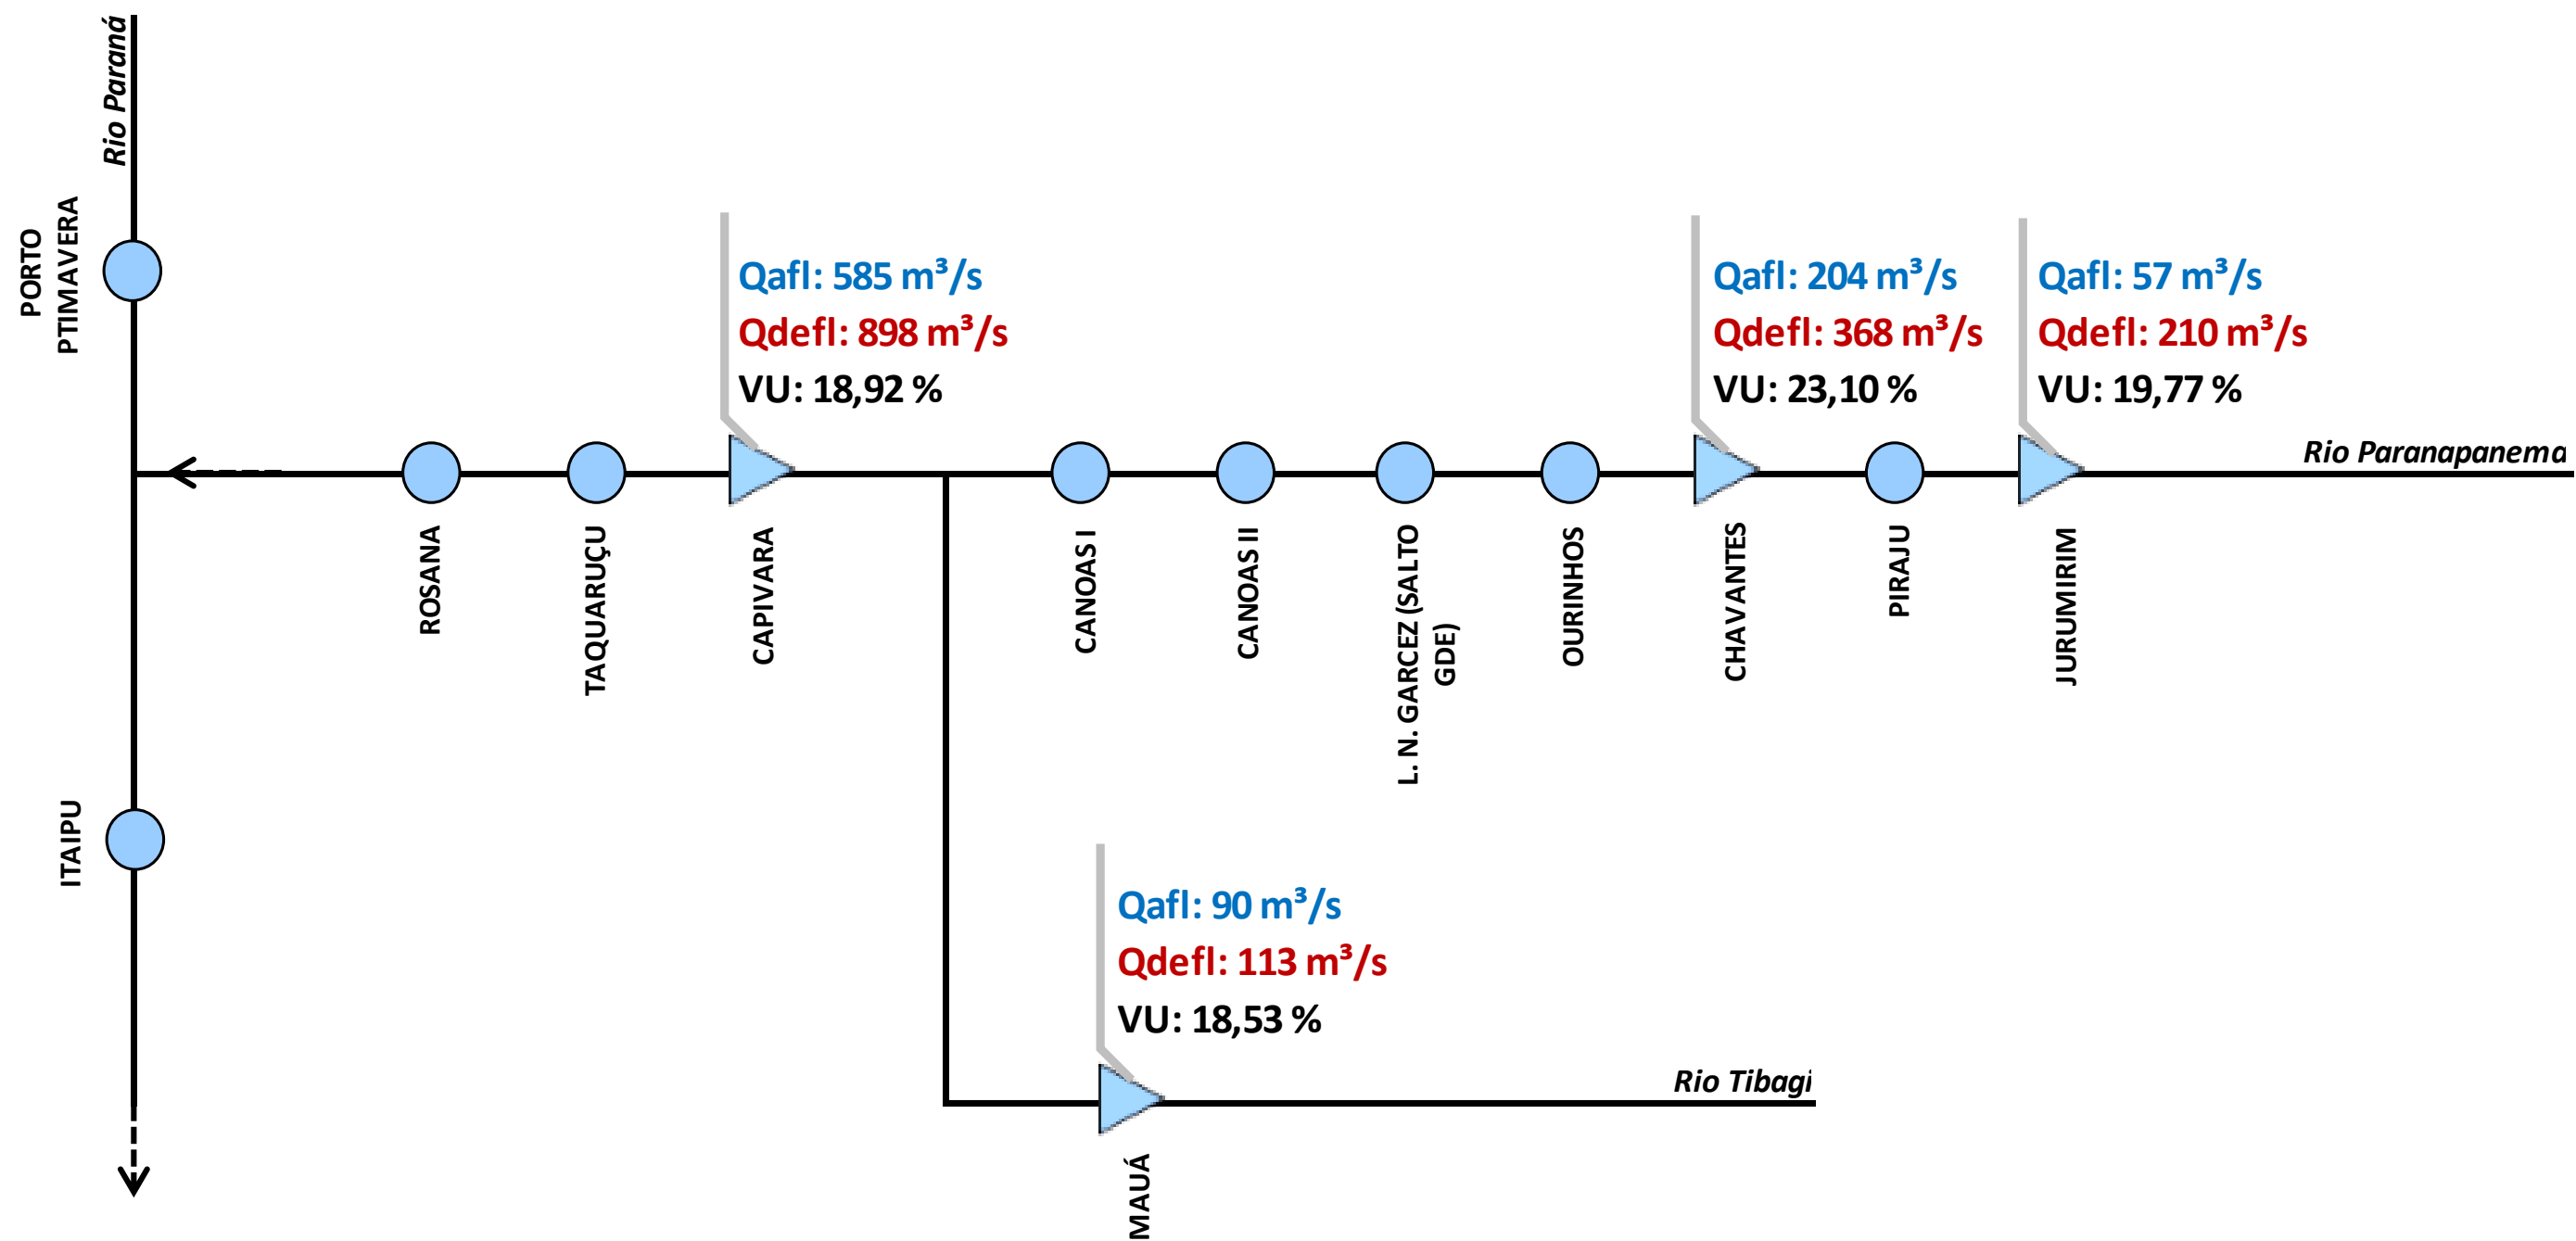 Rio Paraná
PORTO
PTIMAVERA
Qafl: 585 m³/s
Qdefl: 898 m³/s
VU: 18,92 %
Qafl: 204 m³/s
Qdefl: 368 m³/s
VU: 23,10 %
Qafl: 57 m³/s
Qdefl: 210 m³/s
VU: 19,77 %
Rio Paranapanema
ROSANA
TAQUARUÇU
CAPIVARA
CANOAS I
CANOAS II
L. N. GARCEZ (SALTO
GDE)
OURINHOS
CHAVANTES
PIRAJU
JURUMIRIM
ITAIPU
Qafl: 90 m³/s
Qdefl: 113 m³/s
VU: 18,53 %
Rio Tibagi
MAUÁ